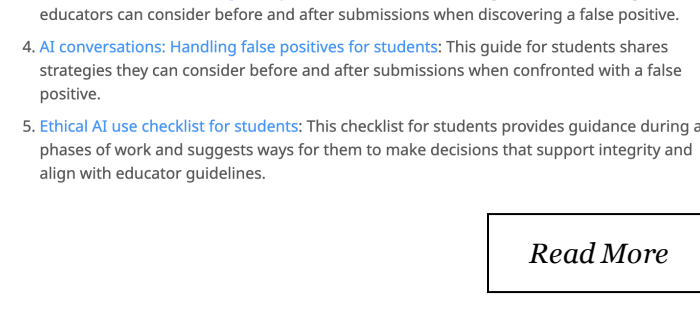 educators can consider before and after submissions when discovering a false positive.
4. AI conversations: Handling false positives for students: This guide for students shares
strategies they can consider before and after submissions when confronted with a false
positive.
5. Ethical AI use checklist for students: This checklist for students provides guidance during a
phases of work and suggests ways for them to make decisions that support integrity and
align with educator guidelines.
Read More